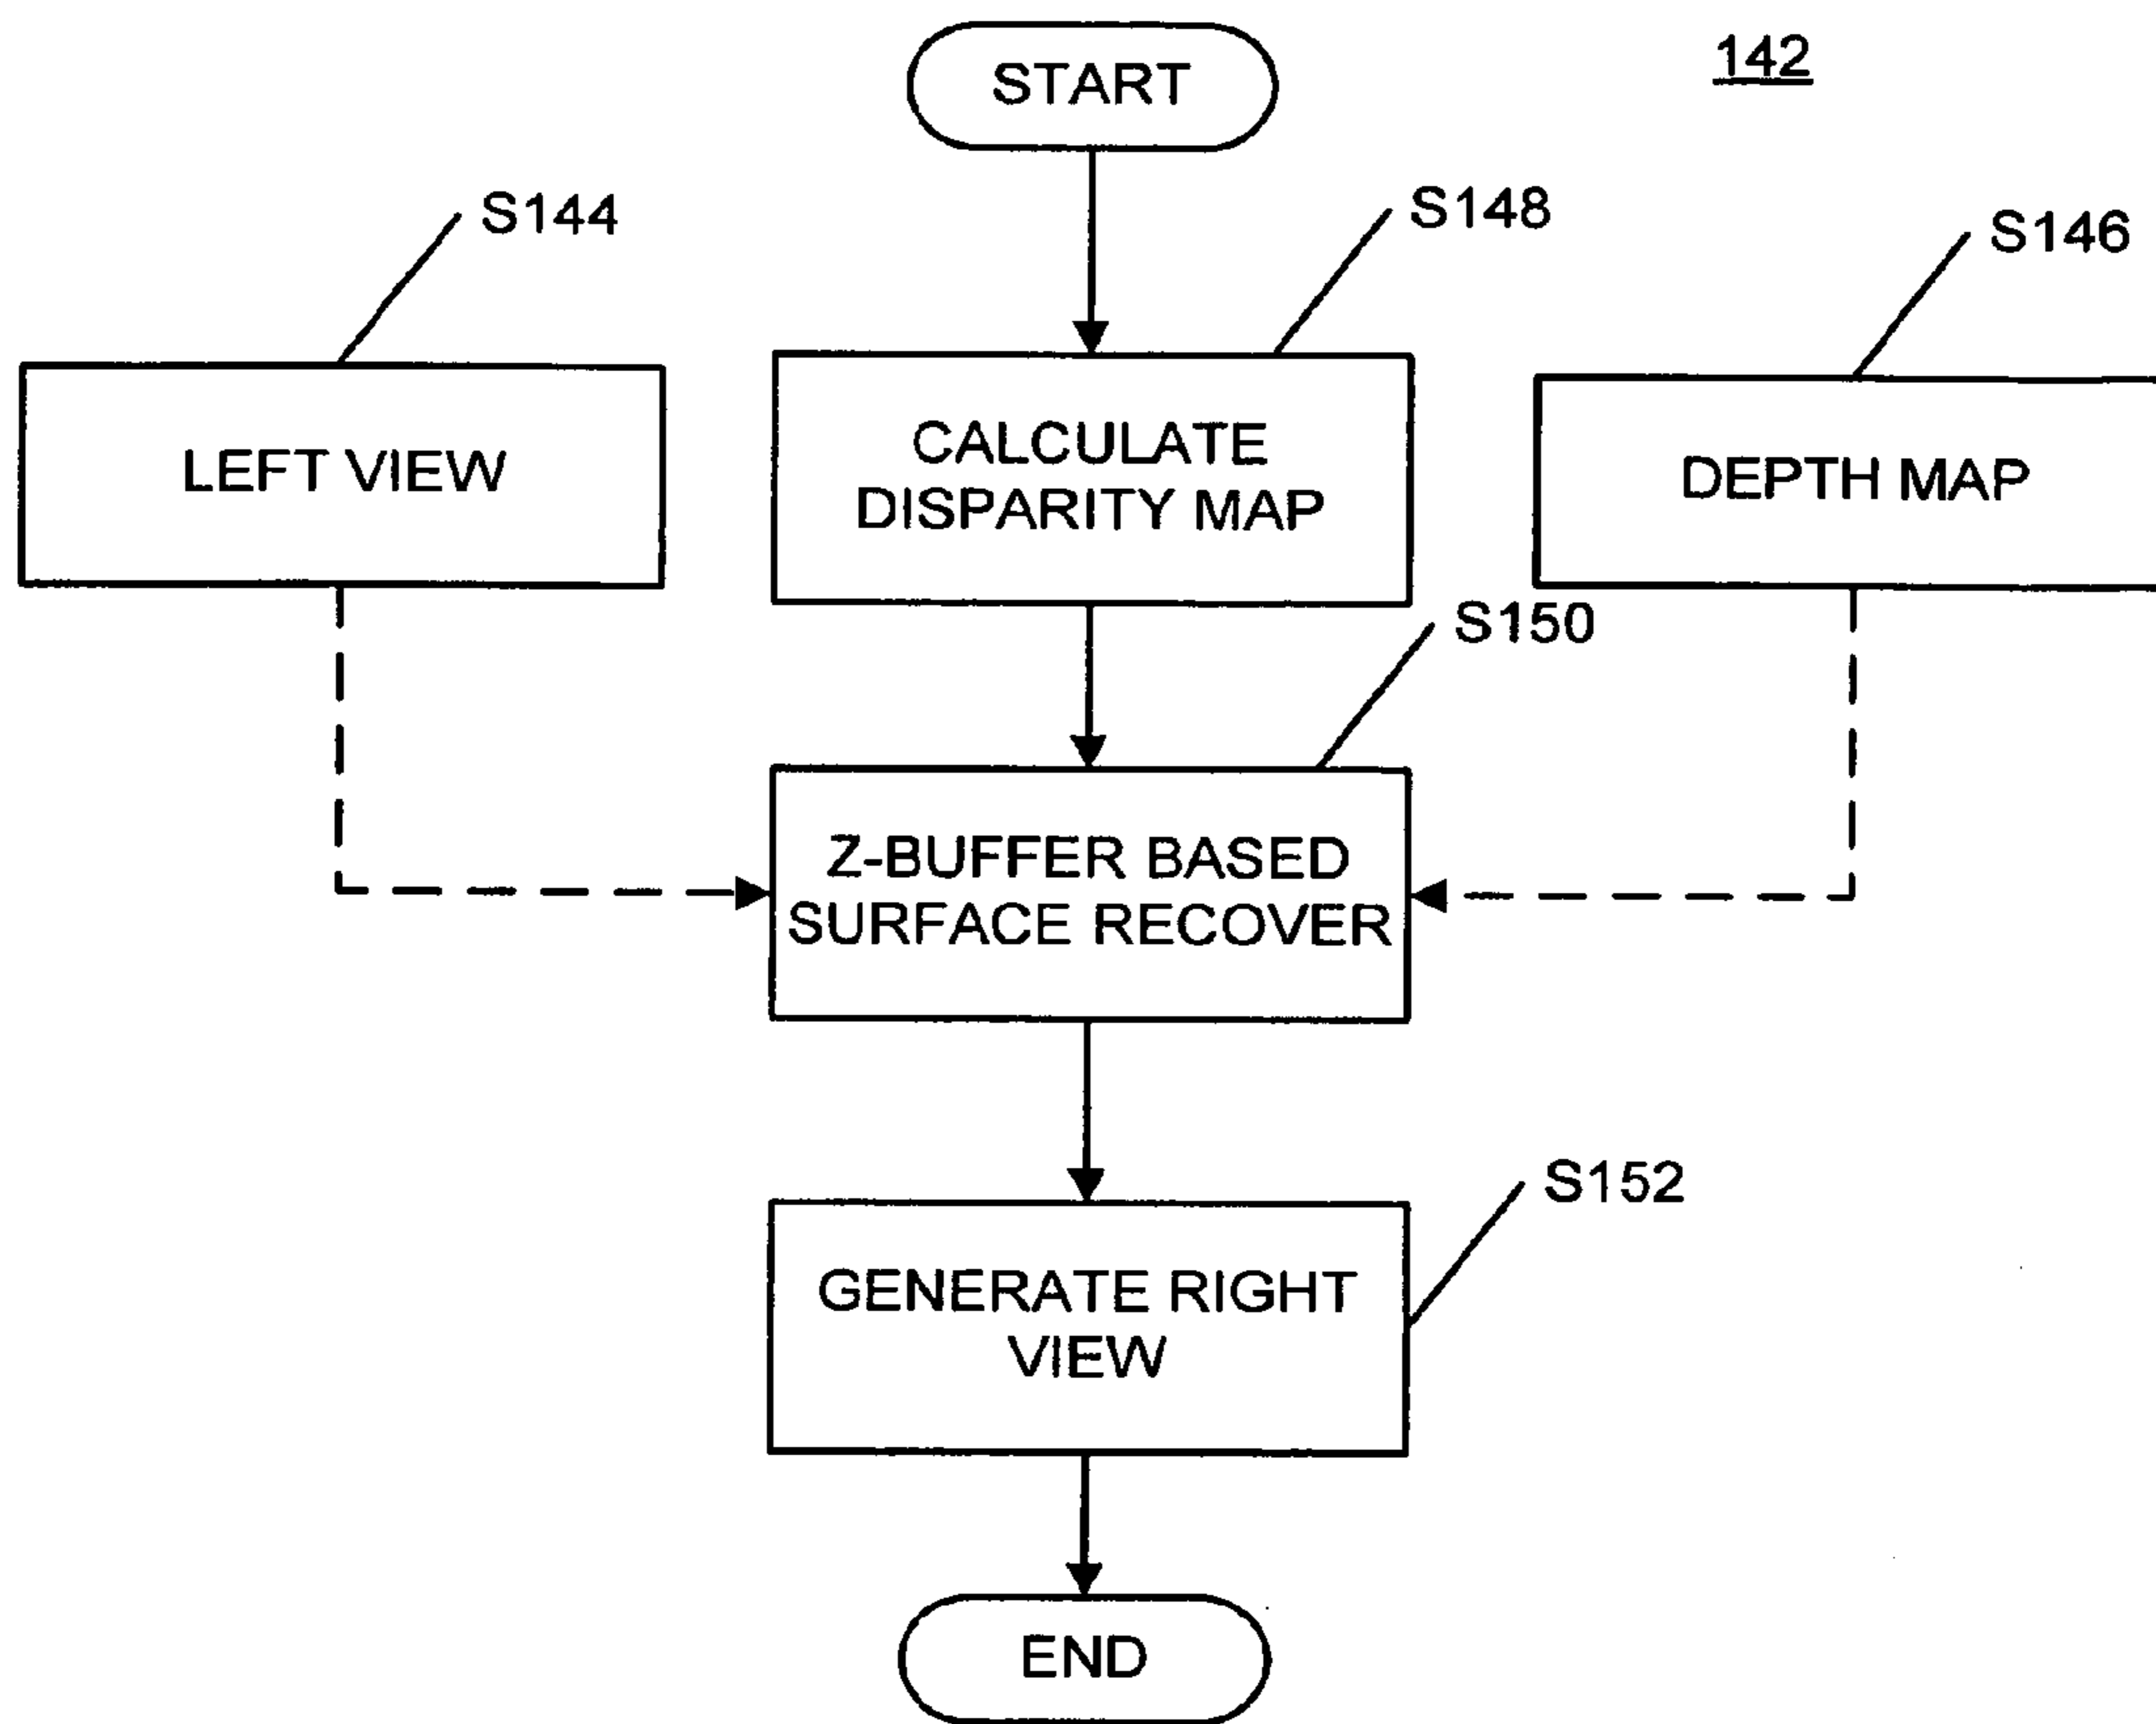 START
142
S144
S148
S146
LEFT VIEW
CALCULATE
DISPARITY MAP
DEPTH MAP
S150
Z-BUFFER BASED
SURFACE RECOVER
S152
GENERATE RIGHT
VIEW
END